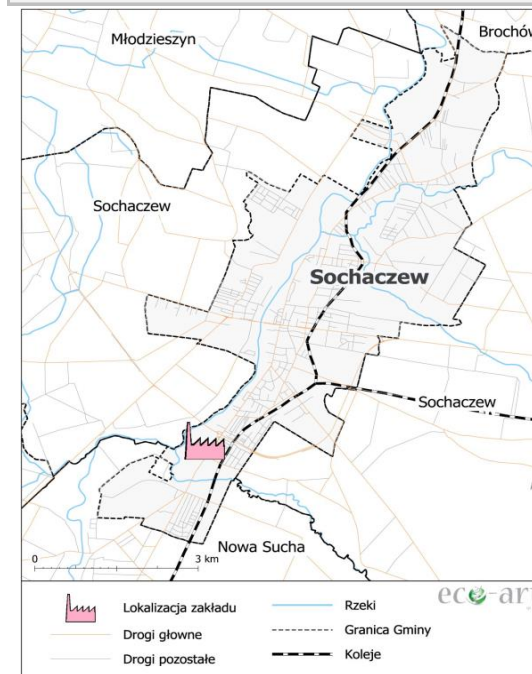 Młodzieszyn
Brochów
Sochaczew
Sochaczew
Sochaczew
Nowa Sucha
0 3 km
Lokalizacja zakładu
Drogi główne
Drogi pozostałe
Rzeki
Granica Gminy
Koleje